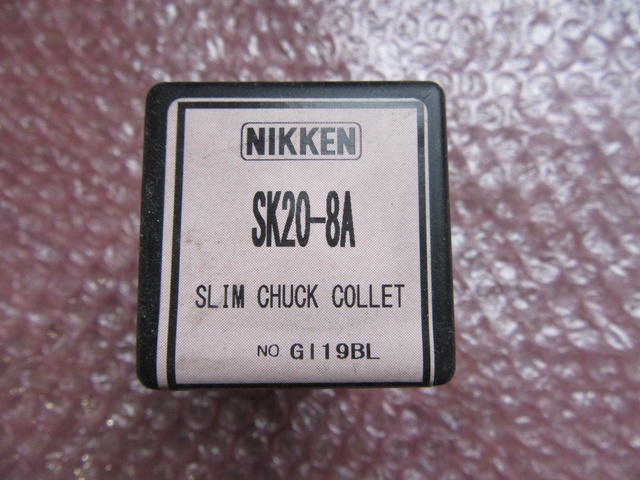 NIKKEN
SK20-8A
SLIM CHUCK COLLET
NO GI19BL